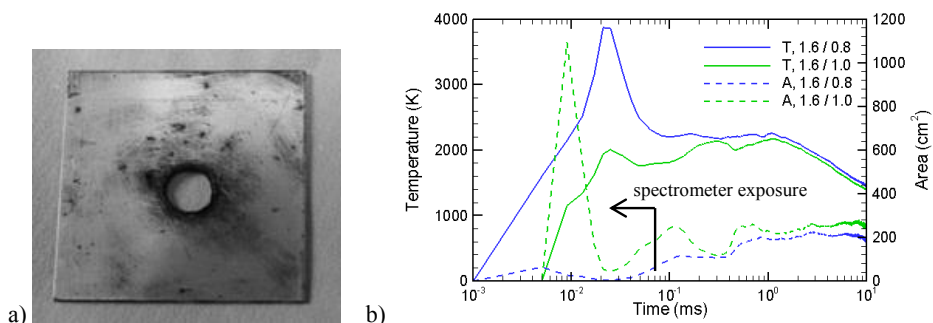 a)
b)
Temperature (K)
4000
3000
2000
1000
0
T, 1.6 / 0.8
T, 1.6 / 1.0
A, 1.6 / 0.8
A, 1.6 / 1.0
spectrometer exposure
1200
1000
800
600
400
200
0
Area (cm²)
10⁻³
10⁻²
10⁻¹
10⁰
10¹
Time (ms)